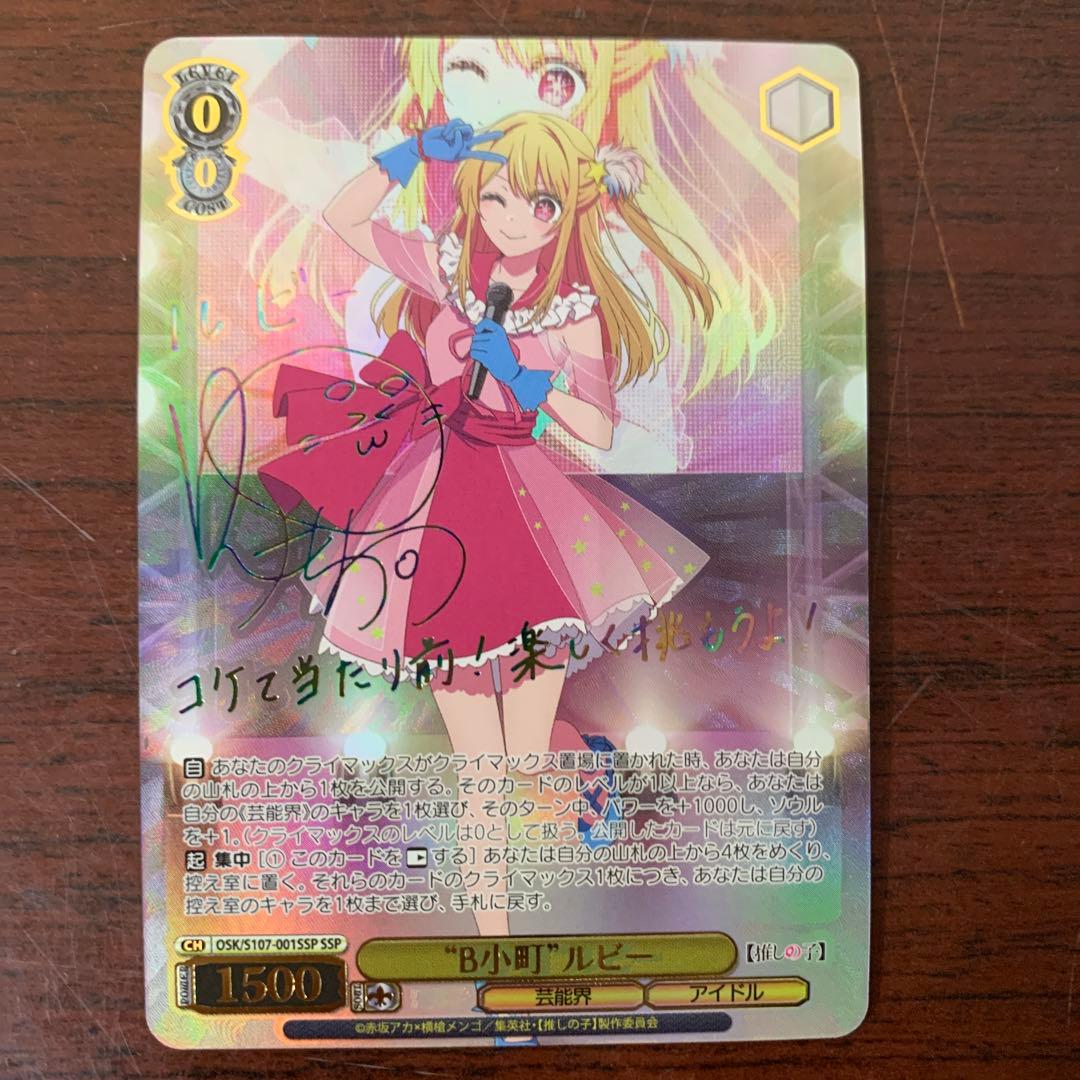 LEVEL
0
0
COST
ルビー
コケて当たり前！楽しく挑もうよ！
自 あなたのクライマックスがクライマックス置場に置かれた時、あなたは自分
の山札の上から1枚を公開する。そのカードのレベルが1以上なら、あなたは
自分の《芸能界》のキャラを1枚選び、そのターン中、パワーを＋1000し、ソウル
を＋1。（クライマックスのレベルは0として扱う。公開したカードは元に戻す）
起 集中 ［① このカードを する］ あなたは自分の山札の上から4枚をめくり、
控え室に置く。それらのカードのクライマックス1枚につき、あなたは自分の
控え室のキャラを1枚まで選び、手札に戻す。
CH OSK/S107-001SSP SSP
“B小町”ルビー
【推しの子】
POWER 1500 SOUL
芸能界 アイドル
©赤坂アカ×横槍メンゴ／集英社・【推しの子】製作委員会